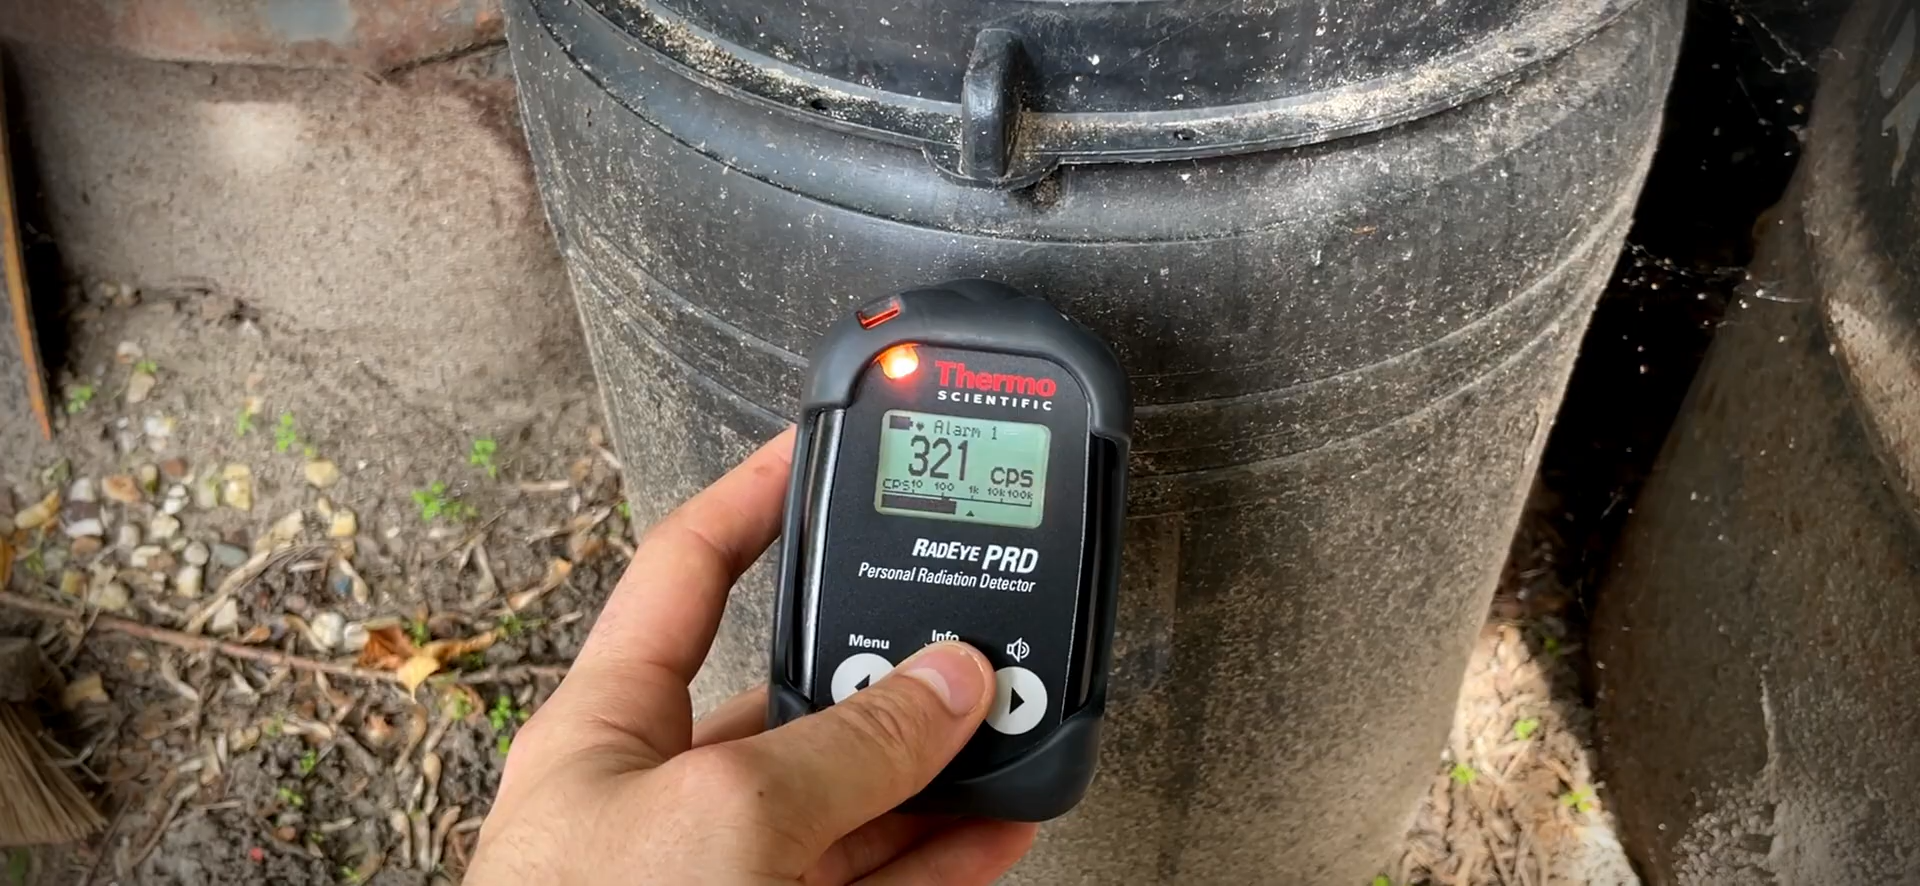 Thermo
SCIENTIFIC
Alarm 1
321 CPS
CPS 10 100 1k 10k 100k
RADEYE PRD
Personal Radiation Detector
Menu Info